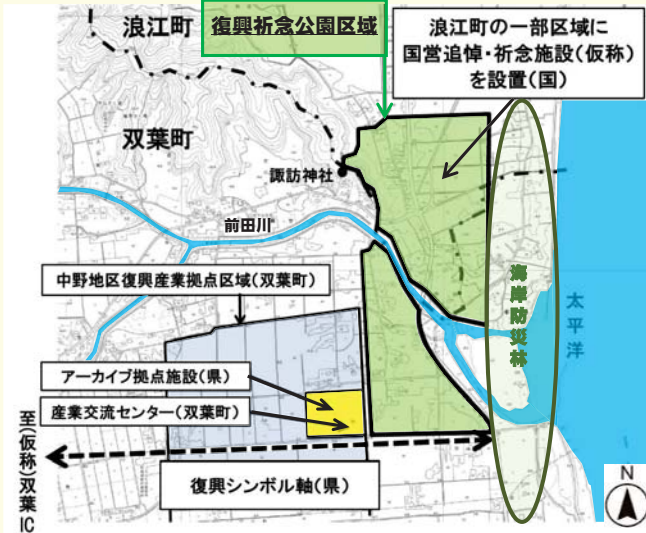 浪江町
復興祈念公園区域
浪江町の一部区域に
国営追悼・祈念施設(仮称)
を設置(国)
双葉町
諏訪神社
前田川
中野地区復興産業拠点区域(双葉町)
海岸防災林
太平洋
アーカイブ拠点施設(県)
産業交流センター(双葉町)
至(仮称)双葉IC
復興シンボル軸(県)
N